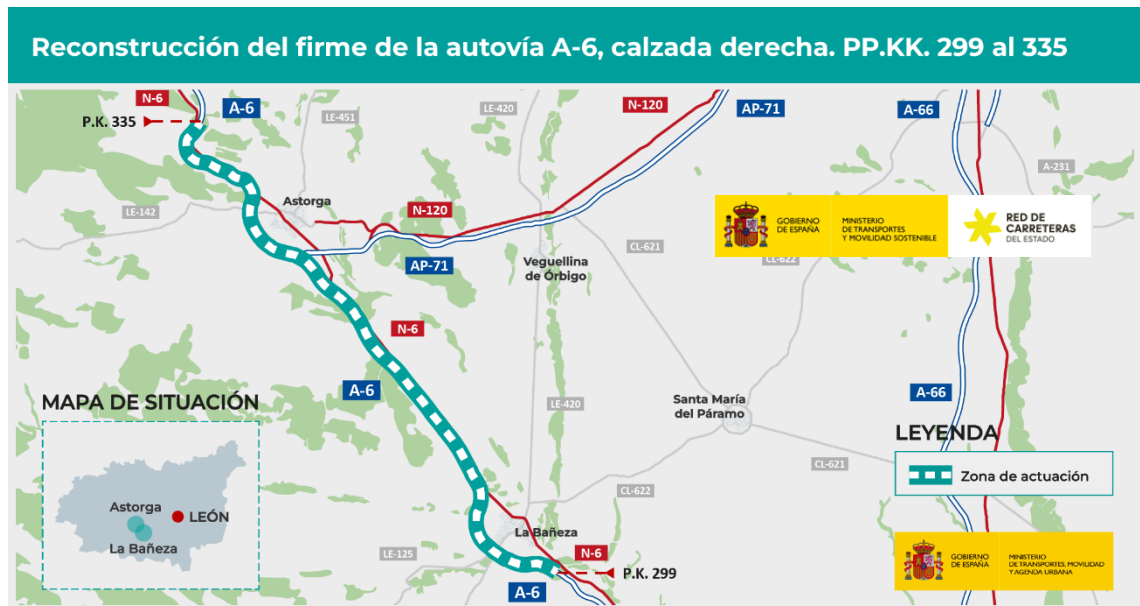 Reconstrucción del firme de la autovía A-6, calzada derecha. PP.KK. 299 al 335
N-6
A-6
P.K. 335
LE-451
LE-420
N-120
AP-71
A-66
A-231
LE-142
Astorga
N-120
AP-71
Veguellina
de Órbigo
CL-621
CL-622
GOBIERNO
DE ESPAÑA
MINISTERIO
DE TRANSPORTES
Y MOVILIDAD SOSTENIBLE
RED DE
CARRETERAS
DEL ESTADO
N-6
A-6
LE-420
Santa María
del Páramo
A-66
CL-621
CL-622
La Bañeza
LE-125
N-6
P.K. 299
A-6
MAPA DE SITUACIÓN
Astorga
LEÓN
La Bañeza
LEYENDA
Zona de actuación
GOBIERNO
DE ESPAÑA
MINISTERIO
DE TRANSPORTES, MOVILIDAD
Y AGENDA URBANA